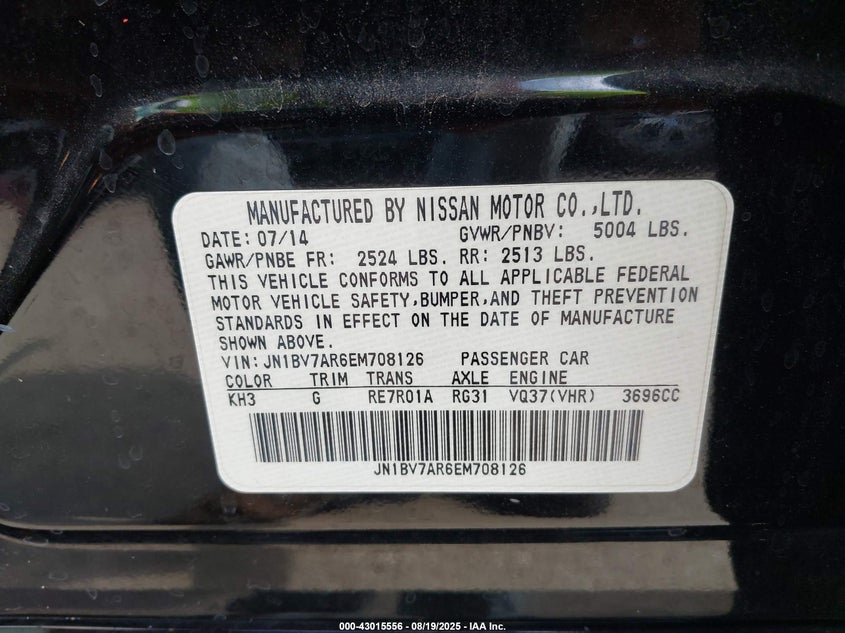 MANUFACTURED BY NISSAN MOTOR CO.,LTD.
DATE: 07/14 GVWR/PNBV: 5004 LBS.
GAWR/PNBE FR: 2524 LBS. RR: 2513 LBS.
THIS VEHICLE CONFORMS TO ALL APPLICABLE FEDERAL
MOTOR VEHICLE SAFETY,BUMPER,AND THEFT PREVENTION
STANDARDS IN EFFECT ON THE DATE OF MANUFACTURE
SHOWN ABOVE.
VIN:JN1BV7AR6EM708126 PASSENGER CAR
COLOR TRIM TRANS AXLE ENGINE
KH3 G RE7R01A RG31 VQ37(VHR) 3696CC
JN1BV7AR6EM708126
000-43015556 - 08/19/2025 - IAA Inc.